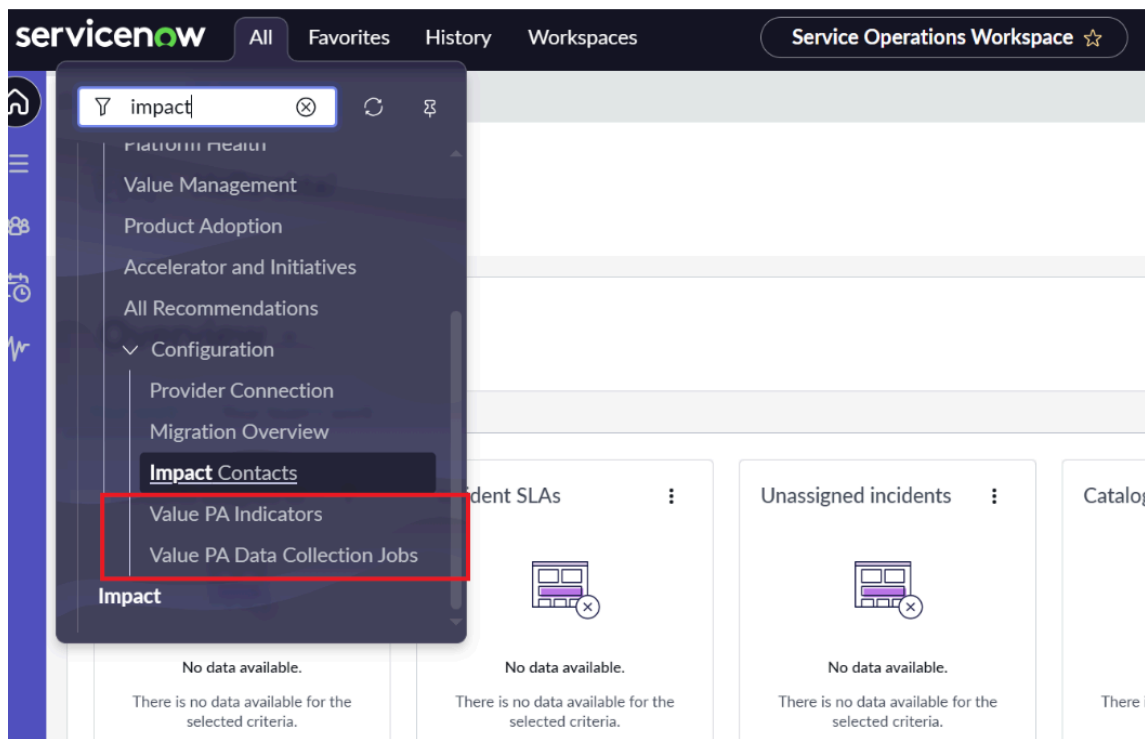 servicenow All Favorites History Workspaces Service Operations Workspace
impact
Platform Health
Value Management
Product Adoption
Accelerator and Initiatives
All Recommendations
Configuration
Provider Connection
Migration Overview
Impact Contacts
Value PA Indicators
Value PA Data Collection Jobs
Impact
ident SLAs
Unassigned incidents
Catalog
No data available.
There is no data available for the
selected criteria.
No data available.
There is no data available for the
selected criteria.
No data available.
There is no data available for the
selected criteria.
There